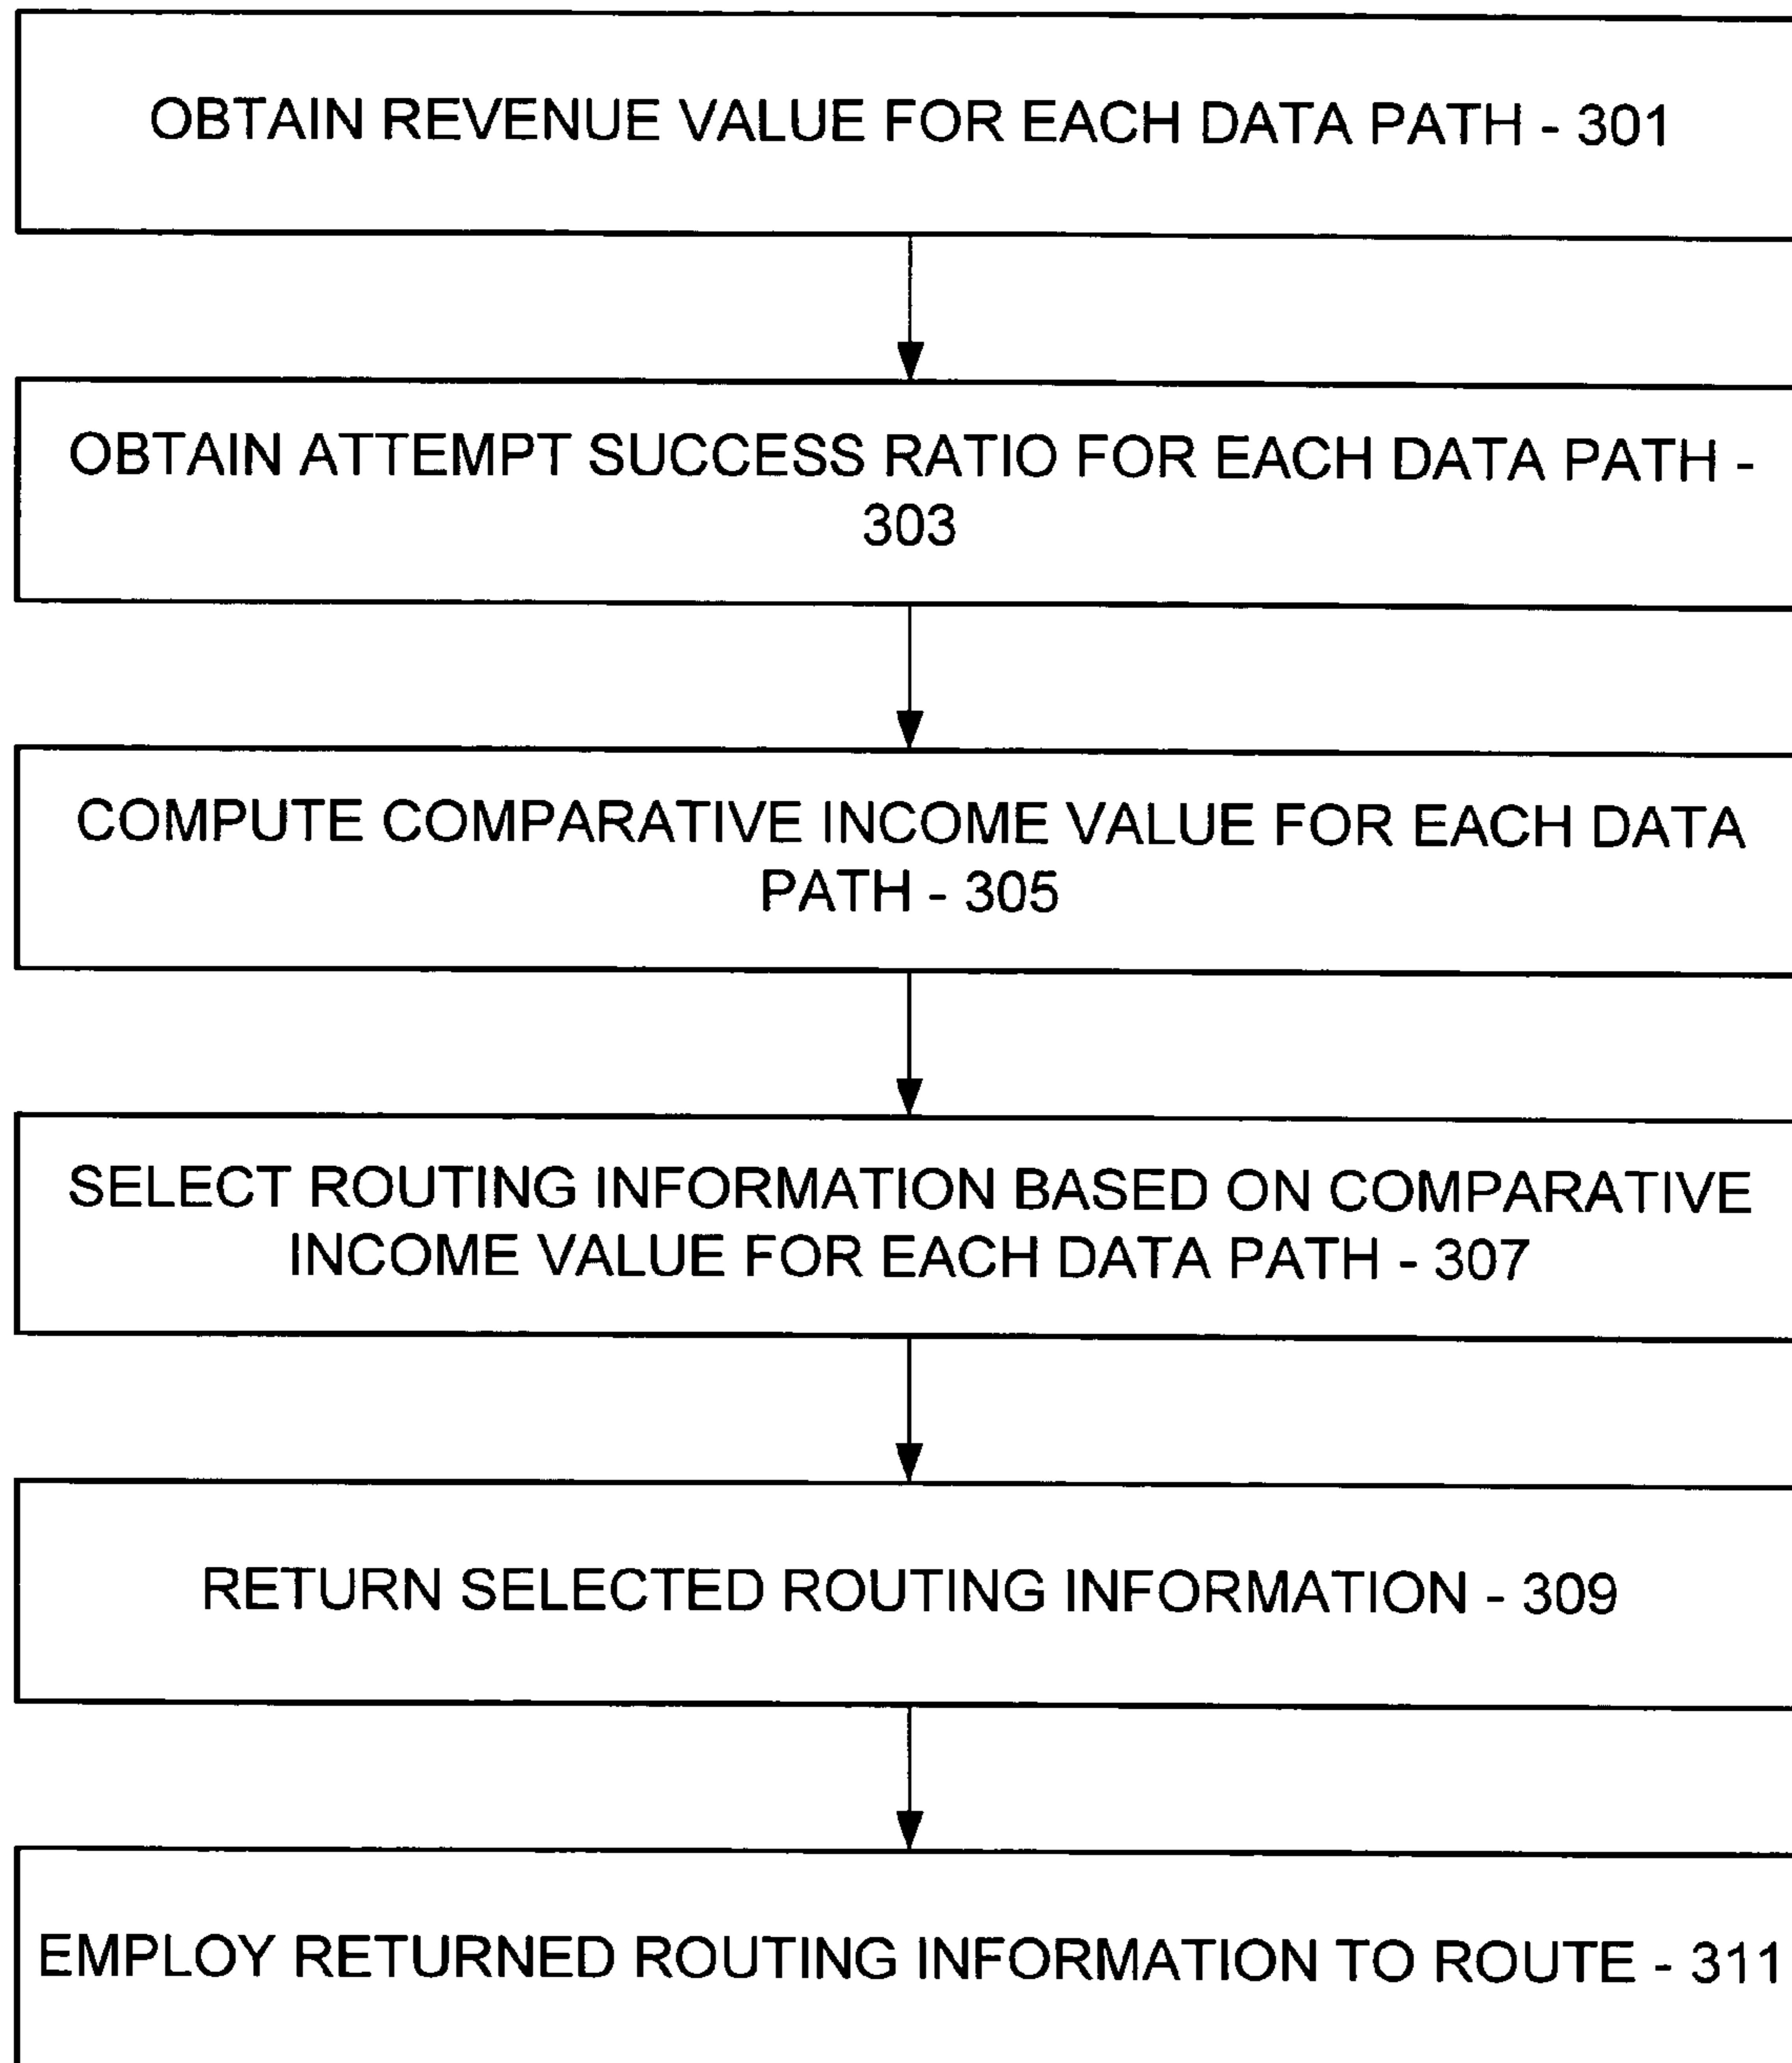 OBTAIN REVENUE VALUE FOR EACH DATA PATH - 301
OBTAIN ATTEMPT SUCCESS RATIO FOR EACH DATA PATH -
303
COMPUTE COMPARATIVE INCOME VALUE FOR EACH DATA
PATH - 305
SELECT ROUTING INFORMATION BASED ON COMPARATIVE
INCOME VALUE FOR EACH DATA PATH - 307
RETURN SELECTED ROUTING INFORMATION - 309
EMPLOY RETURNED ROUTING INFORMATION TO ROUTE - 311